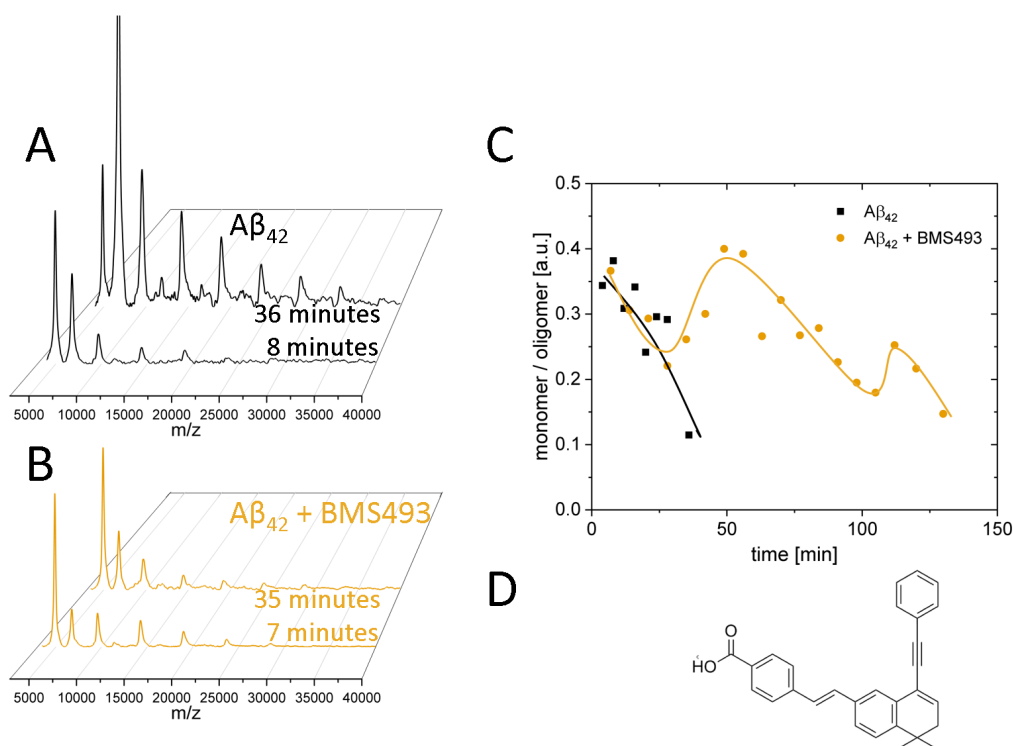 A
Aβ42
36 minutes
8 minutes
5000 10000 15000 20000 25000 30000 35000 40000
m/z
B
Aβ42 + BMS493
35 minutes
7 minutes
5000 10000 15000 20000 25000 30000 35000 40000
m/z
C
0.5
0.4
0.3
0.2
0.1
0.0
monomer / oligomer [a.u.]
Aβ42
Aβ42 + BMS493
0 50 100 150
time [min]
D
O
HO